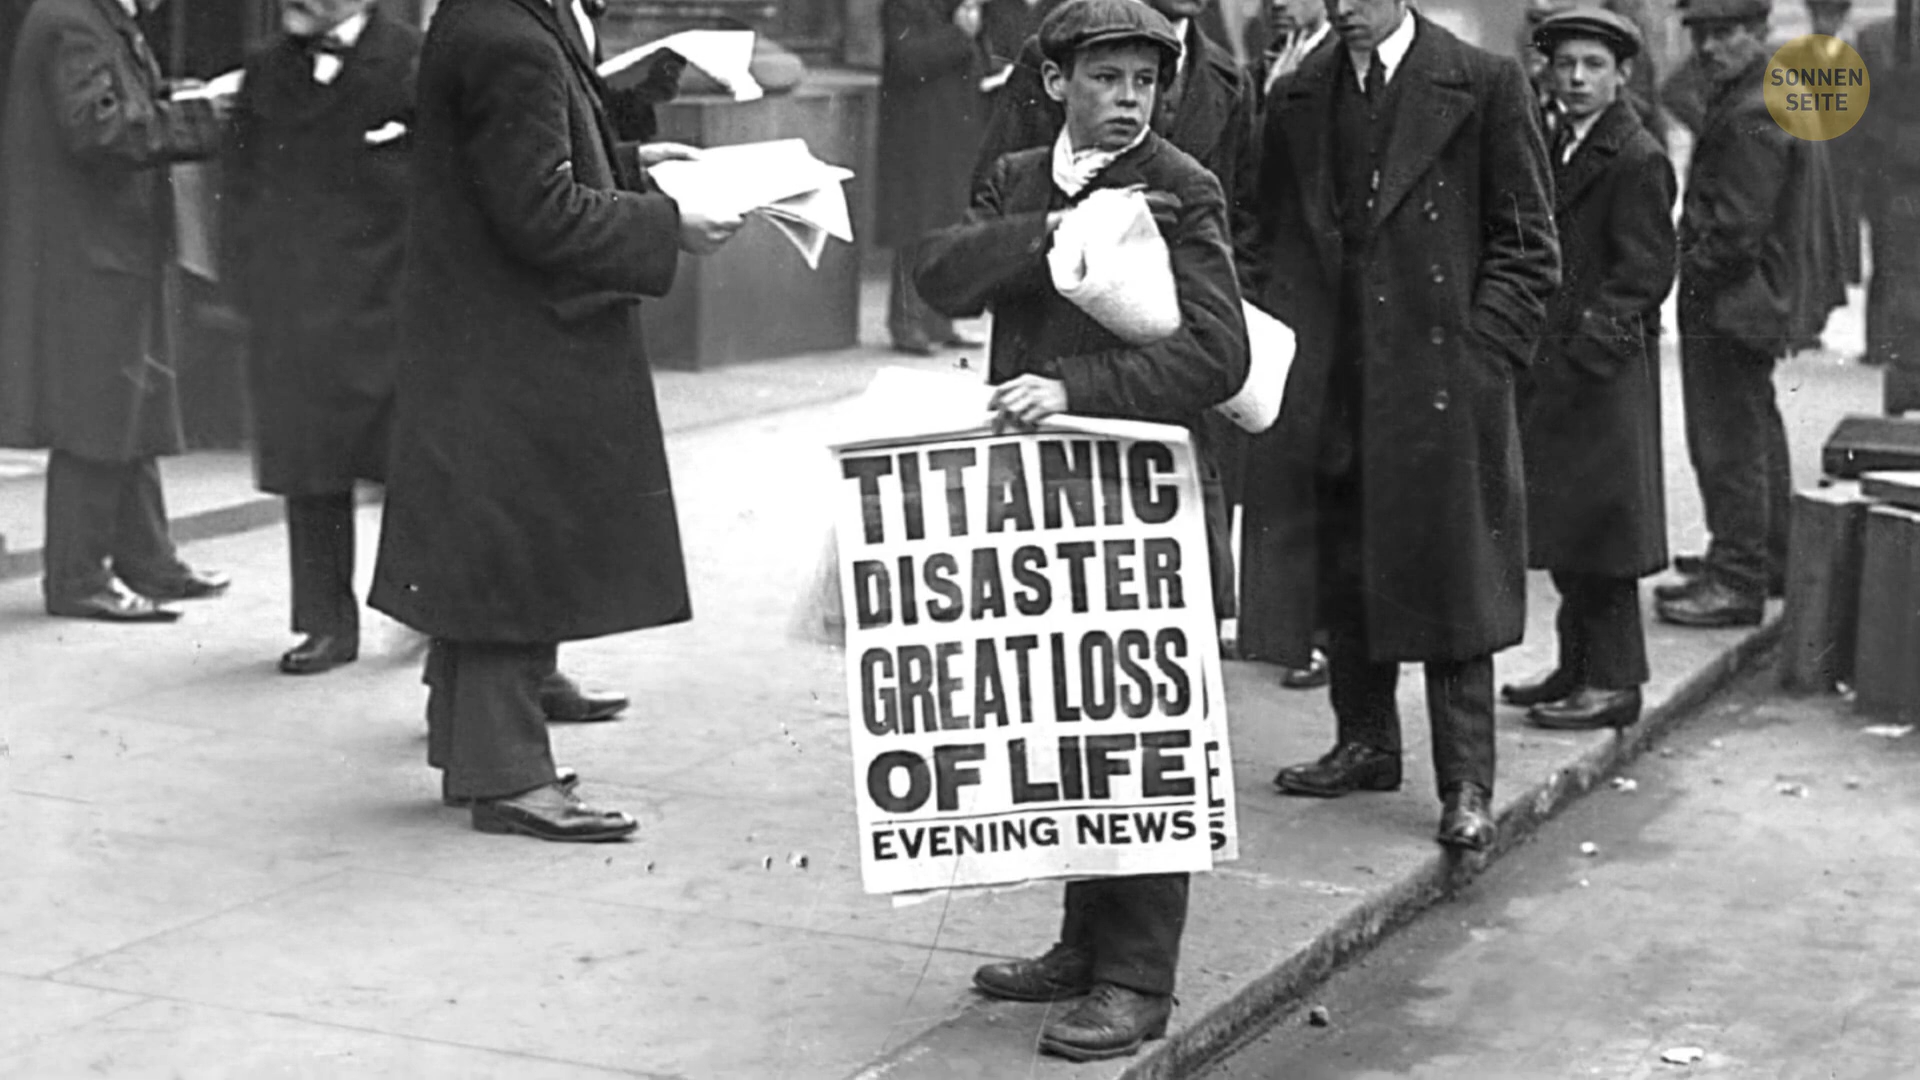 SONNEN
SEITE
TITANIC
DISASTER
GREAT LOSS
OF LIFE
EVENING NEWS
E
S